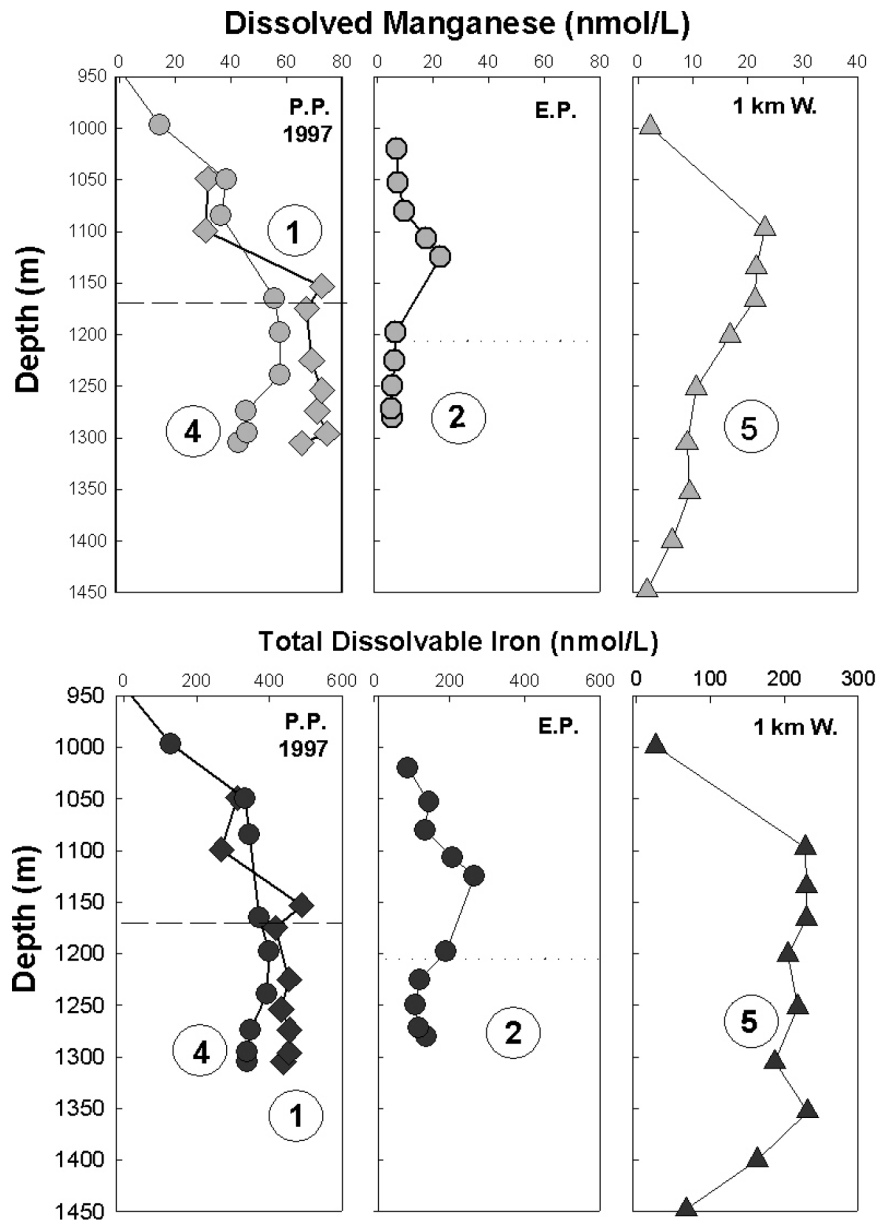 Dissolved Manganese (nmol/L)
0 20 40 60 80
0 20 40 60 80
0 10 20 30 40
950
1000
1050
1100
1150
1200
1250
1300
1350
1400
1450
Depth (m)
P.P.
1997
1
4
E.P.
2
1 km W.
5
Total Dissolvable Iron (nmol/L)
0 200 400 600
0 200 400 600
0 100 200 300
950
1000
1050
1100
1150
1200
1250
1300
1350
1400
1450
Depth (m)
P.P.
1997
4
1
E.P.
2
1 km W.
5